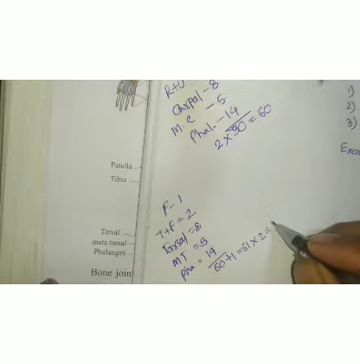 R+U
Carpal - 8
M.C - 5
Phal. - 14
2 × 30 = 60
1)
2)
3)
Patella
Tibia
Tarsal
meta tarsal
Phalanges
Bone join
F = 1
T+F = 2
Tarsal = 8
MT = 5
Pha = 14
60+1 = 61 × 2 =